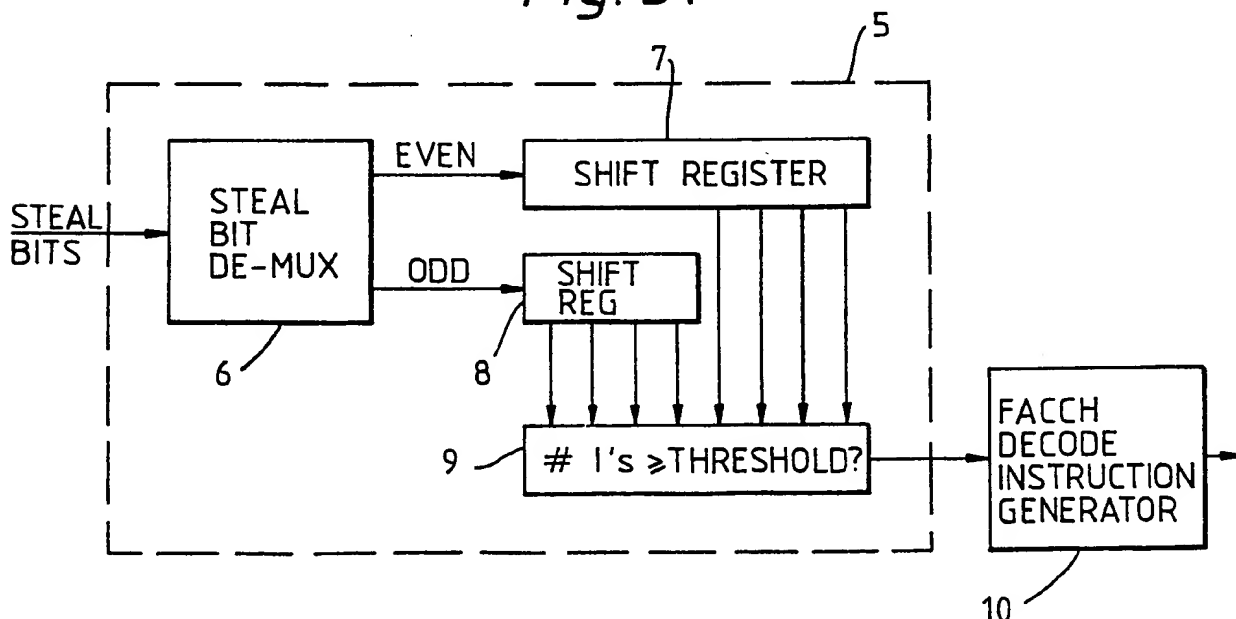 5
7
EVEN
SHIFT REGISTER
STEAL
BIT
DE-MUX
STEAL
BITS
ODD
SHIFT
REG
6
8
9
# I's ⩾THRESHOLD?
FACCH
DECODE
INSTRUCTION
GENERATOR
10